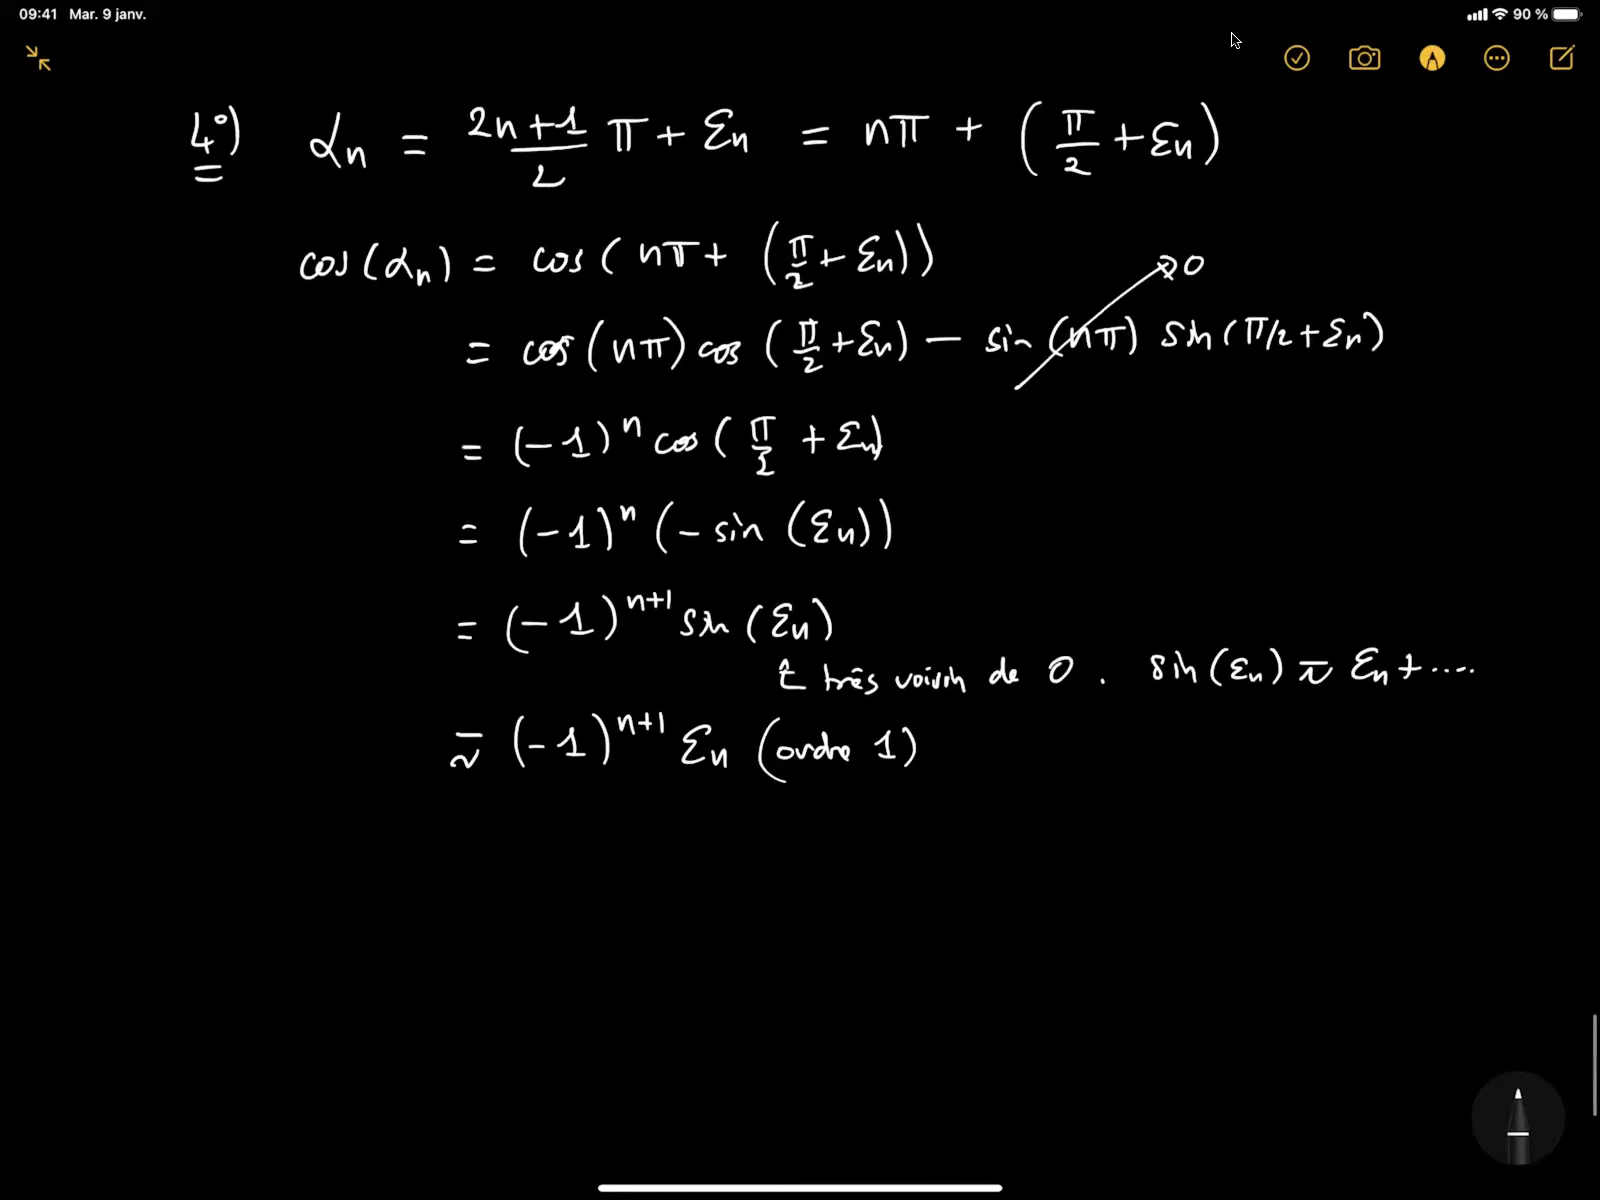 09:41 Mar. 9 janv. 90 %
4°) αn = (2n+1)/2 π + εn = nπ + (π/2 + εn)
cos(αn) = cos(nπ + (π/2 + εn))
= cos(nπ) cos(π/2 + εn) − sin(nπ) sin(π/2 + εn) → 0
= (−1)^n cos(π/2 + εn)
= (−1)^n (− sin(εn))
= (−1)^(n+1) sin(εn)
↑ très voisin de 0. sin(εn) ≃ εn + ....
≃ (−1)^(n+1) εn (ordre 1)